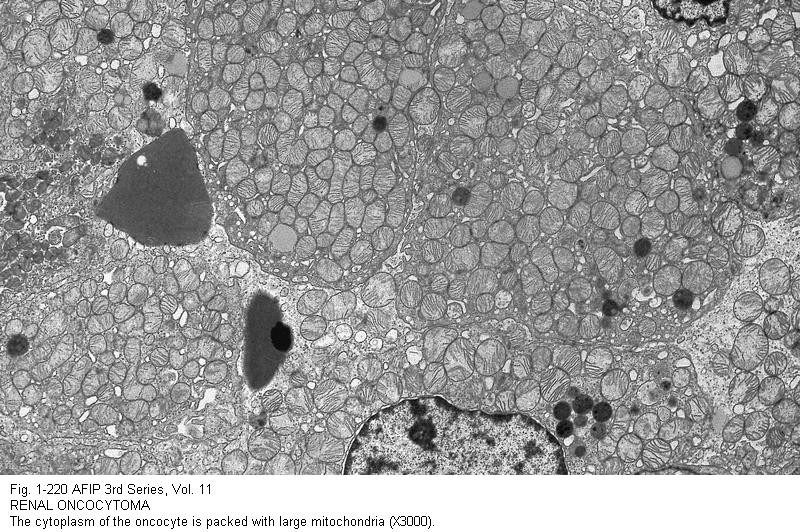 Fig. 1-220 AFIP 3rd Series, Vol. 11
RENAL ONCOCYTOMA
The cytoplasm of the oncocyte is packed with large mitochondria (X3000).